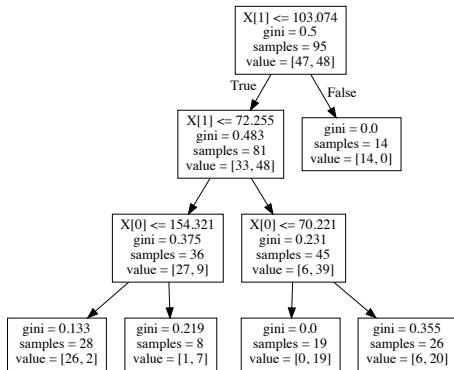 X[1] <= 103.074
gini = 0.5
samples = 95
value = [47, 48]
True
False
X[1] <= 72.255
gini = 0.483
samples = 81
value = [33, 48]
gini = 0.0
samples = 14
value = [14, 0]
X[0] <= 154.321
gini = 0.375
samples = 36
value = [27, 9]
X[0] <= 70.221
gini = 0.231
samples = 45
value = [6, 39]
gini = 0.133
samples = 28
value = [26, 2]
gini = 0.219
samples = 8
value = [1, 7]
gini = 0.0
samples = 19
value = [0, 19]
gini = 0.355
samples = 26
value = [6, 20]